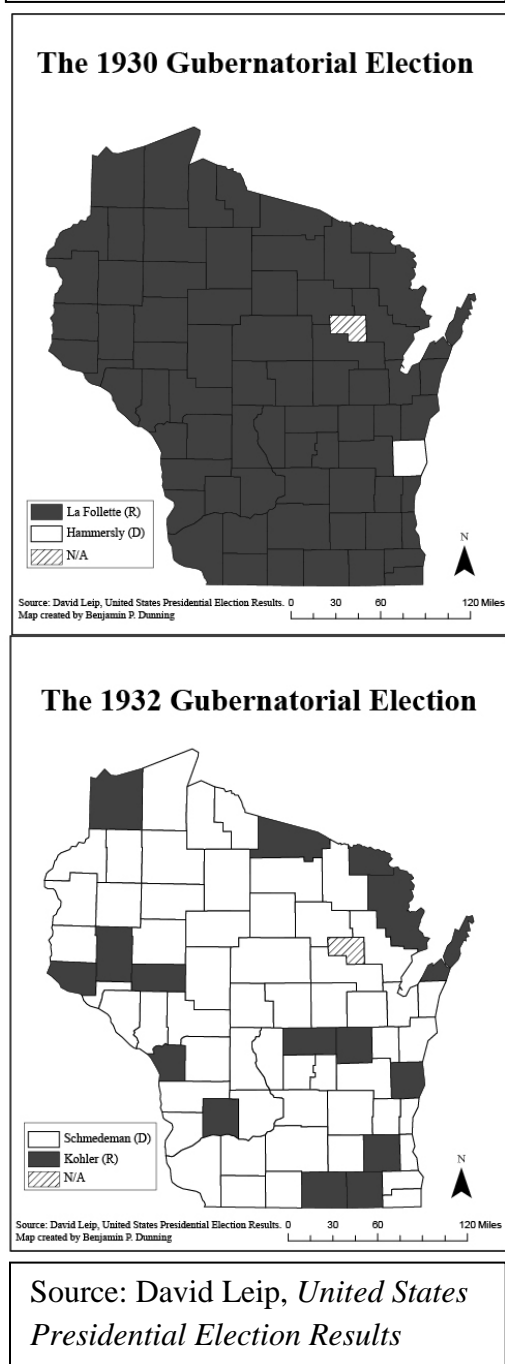 The 1930 Gubernatorial Election
La Follette (R)
Hammersly (D)
N/A
N
Source: David Leip, United States Presidential Election Results.
Map created by Benjamin P. Dunning
0 30 60 120 Miles
The 1932 Gubernatorial Election
Schmedeman (D)
Kohler (R)
N/A
N
Source: David Leip, United States Presidential Election Results.
Map created by Benjamin P. Dunning
0 30 60 120 Miles
Source: David Leip, United States
Presidential Election Results